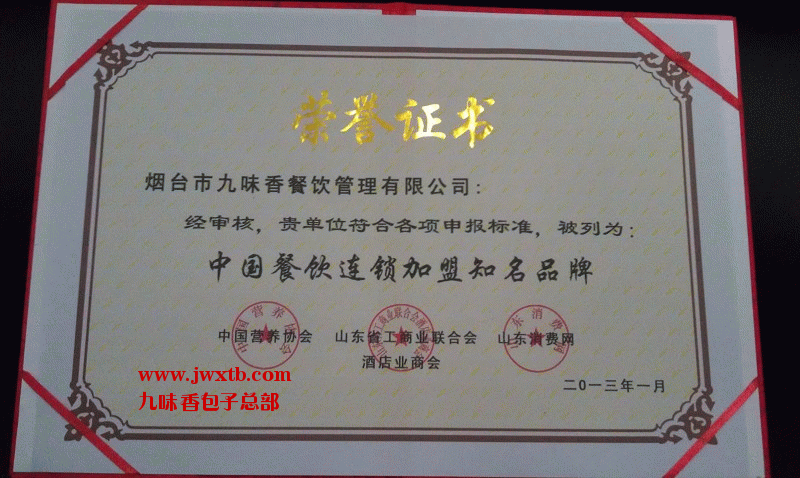 荣誉证书
烟台市九味香餐饮管理有限公司：
经审核，贵单位符合各项申报标准，被列为：
中国餐饮连锁加盟知名品牌
中国营养协会 山东省工商业联合会 山东消费网
酒店业商会
二0一三年一月
www.jwxtb.com
九味香包子总部